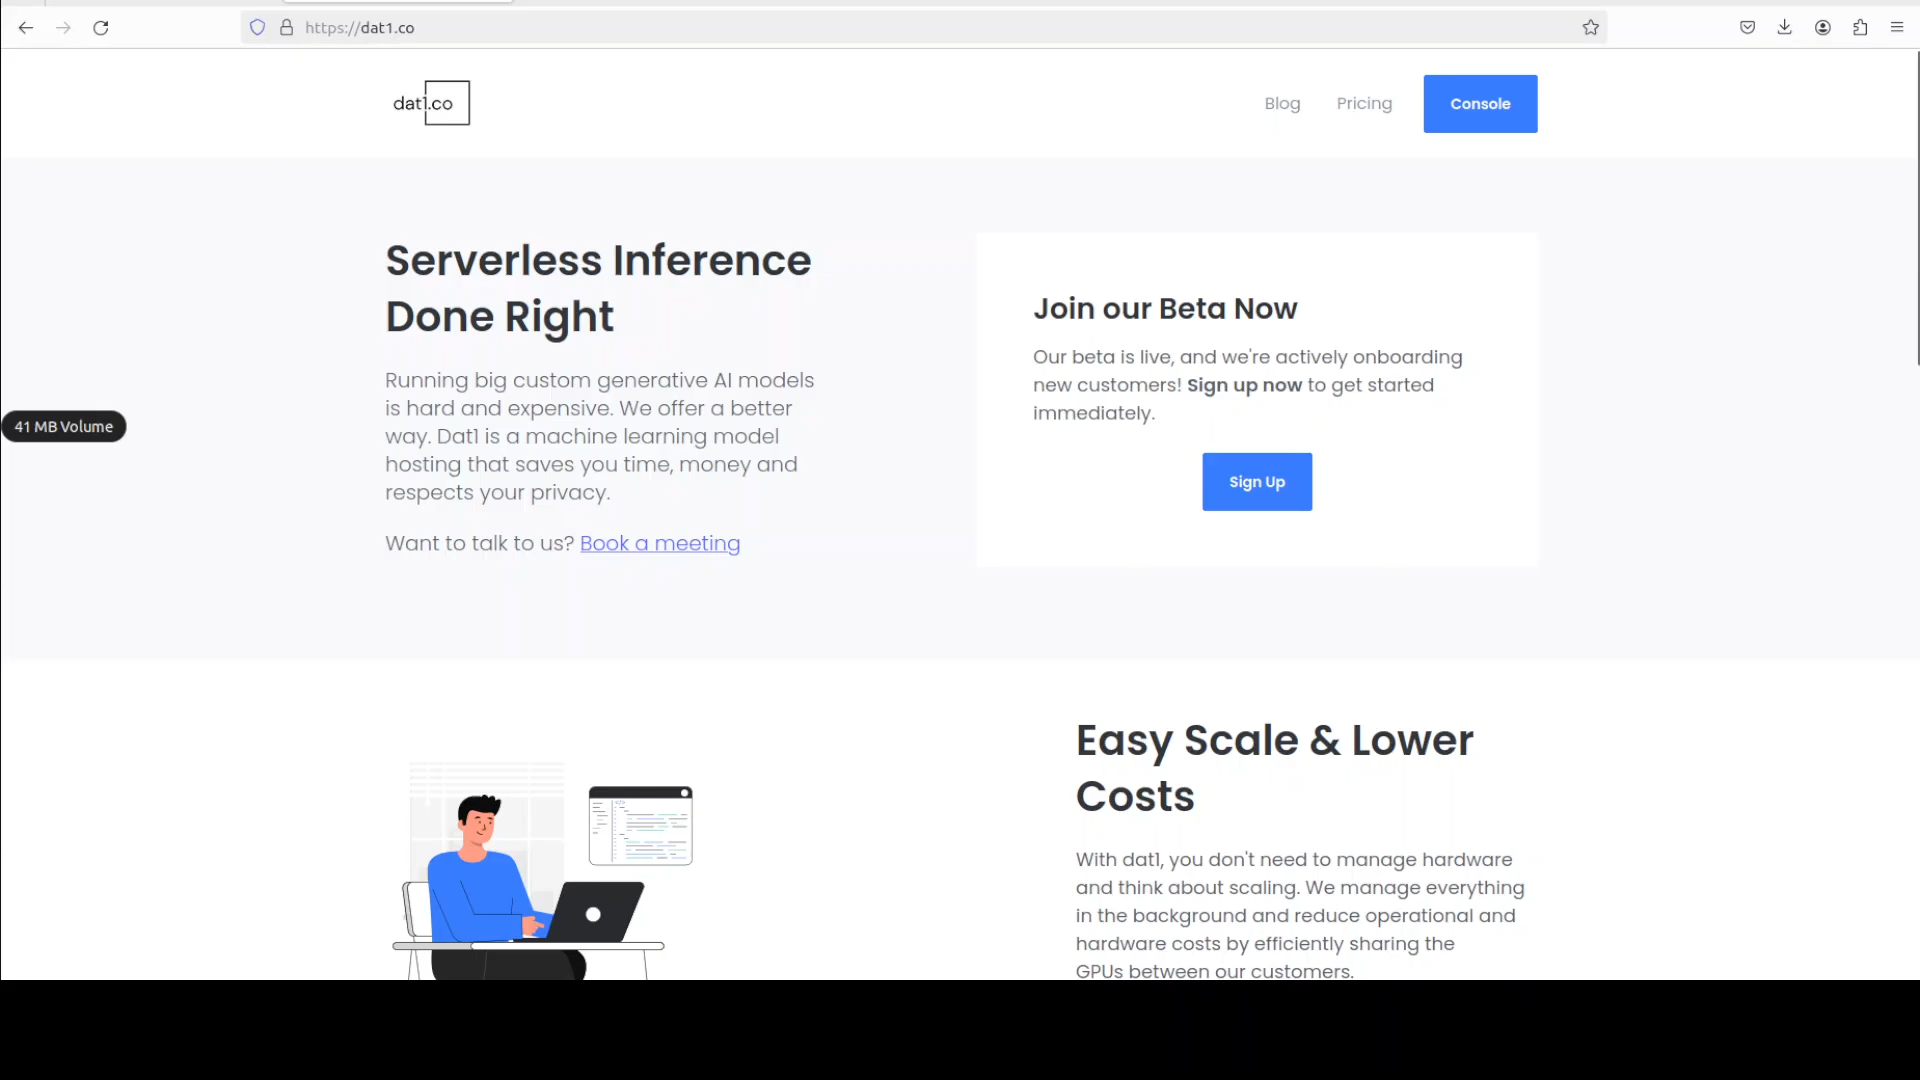 https://dat1.co
dat1.co
Blog
Pricing
Console
Serverless Inference
Done Right
Running big custom generative AI models
is hard and expensive. We offer a better
way. Dat1 is a machine learning model
hosting that saves you time, money and
respects your privacy.
Want to talk to us? Book a meeting
Join our Beta Now
Our beta is live, and we're actively onboarding
new customers! Sign up now to get started
immediately.
Sign Up
41 MB Volume
Easy Scale & Lower
Costs
With dat1, you don't need to manage hardware
and think about scaling. We manage everything
in the background and reduce operational and
hardware costs by efficiently sharing the
GPUs between our customers.